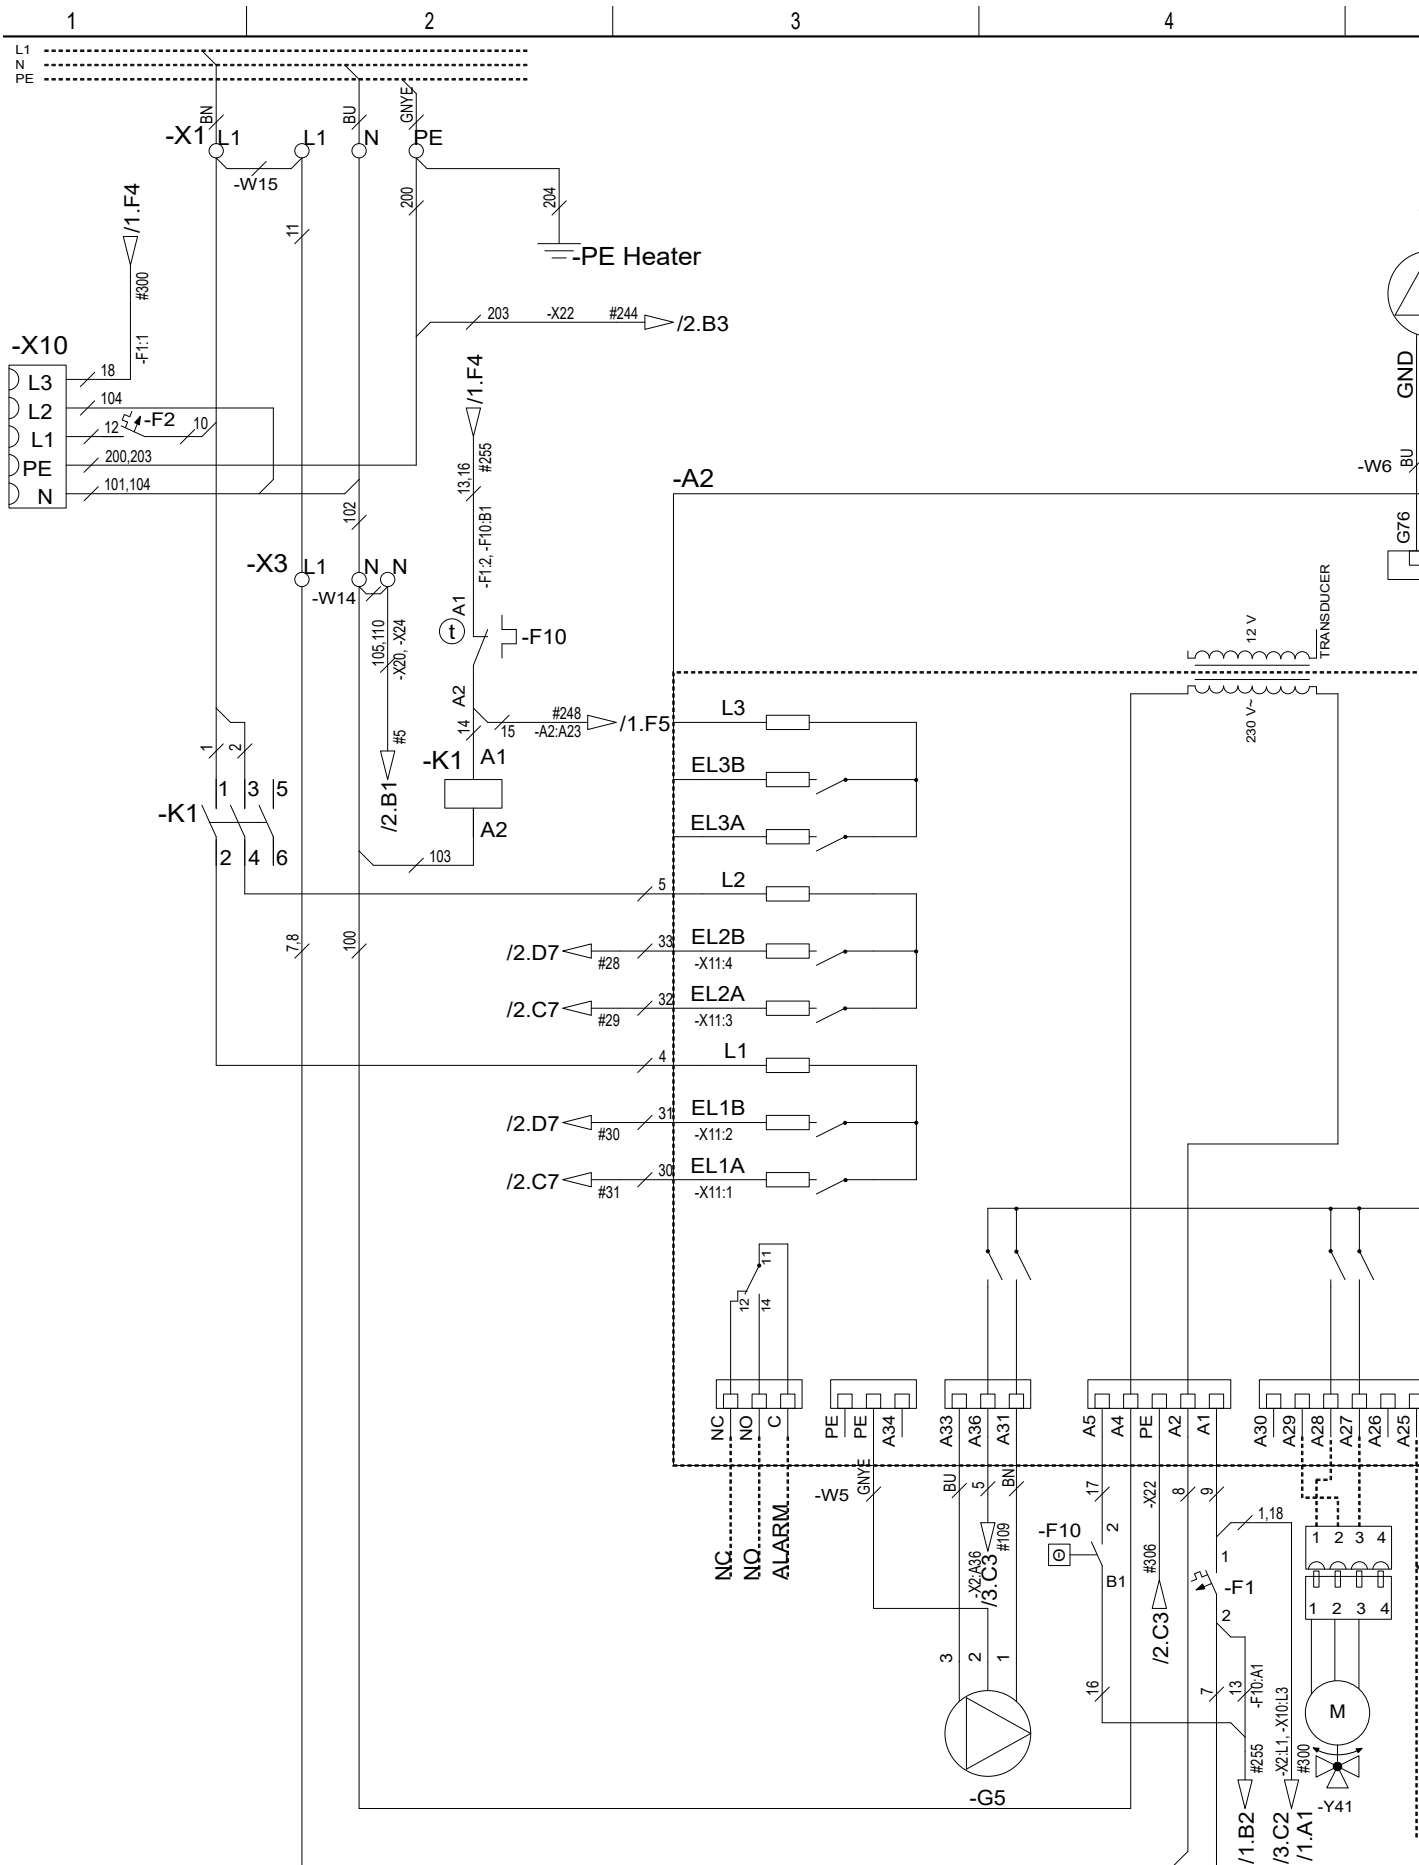 1 2 3 4
L1
N
PE
BN BU GNYE
-X1 L1 L1 N PE
-W15
/1.F4
11 200 204
-PE Heater
#300
-F1:1
203 -X22 #244 /2.B3
-X10
L3 18
L2 104
L1 12 -F2 10
PE 200,203
N 101,104
/1.F4
#255
13,16
-F1:2, -F10:B1
GND
-W6 BU
G76
-A2
102
-X3 L1 N N
-W14
105,110
-X20, -X24
#5
/2.B1
A1
t -F10
A2
14 15 #248 /1.F5
-A2:A23
12 V
TRANSDUCER
230 V~
-K1 A1
A2
103
1 2
-K1 1 3 5
2 4 6
7,8 100
L3
EL3B
EL3A
5 L2
/2.D7 #28 33 EL2B
-X11:4
/2.C7 #29 32 EL2A
-X11:3
4 L1
/2.D7 #30 31 EL1B
-X11:2
/2.C7 #31 30 EL1A
-X11:1
11
12 14
NC NO C PE PE A34 A33 A36 A31 A5 A4 PE A2 A1 A30 A29 A28 A27 A26 A25
-W5 GNYE BU 5 BN 17 -X22 8 9
NC NO ALARM
-X2:A36
/3.C3
#109
-F10 2
B1
16
#306
/2.C3
1,18
1
-F1
2
7 13
-F10:A1
#255
/1.B2
-X2:L1, -X10:L3
#300
/3.C2
/1.A1
1 2 3 4
1 2 3 4
M
-Y41
3 2 1
-G5